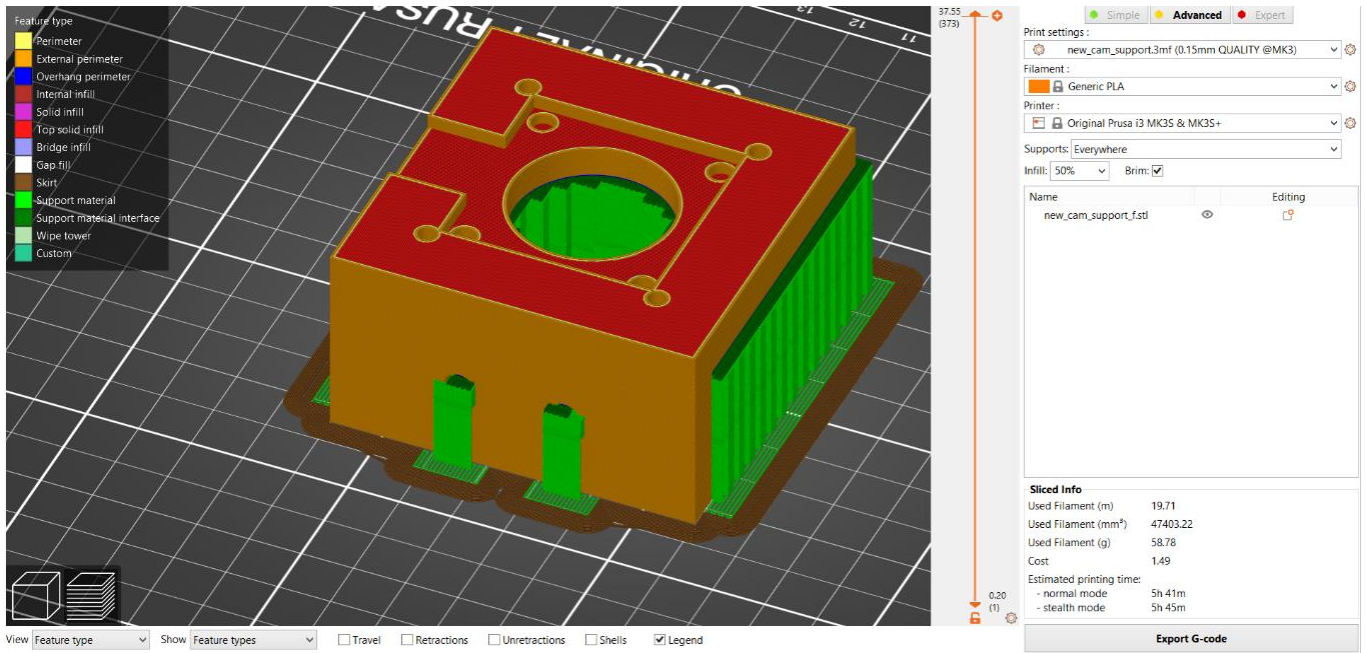 Feature type
Perimeter
External perimeter
Overhang perimeter
Internal infill
Solid infill
Top solid infill
Bridge infill
Gap fill
Skirt
Support material
Support material interface
Wipe tower
Custom
13
12
11
37.55
(373)
0.20
(1)
Simple Advanced Expert
Print settings :
new_cam_support.3mf (0.15mm QUALITY @MK3)
Filament :
Generic PLA
Printer :
Original Prusa i3 MK3S & MK3S+
Supports: Everywhere
Infill: 50% Brim:
Name Editing
new_cam_support_f.stl
Sliced Info
Used Filament (m) 19.71
Used Filament (mm³) 47403.22
Used Filament (g) 58.78
Cost 1.49
Estimated printing time:
- normal mode 5h 41m
- stealth mode 5h 45m
Export G-code
View Feature type Show Feature types Travel Retractions Unretractions Shells Legend